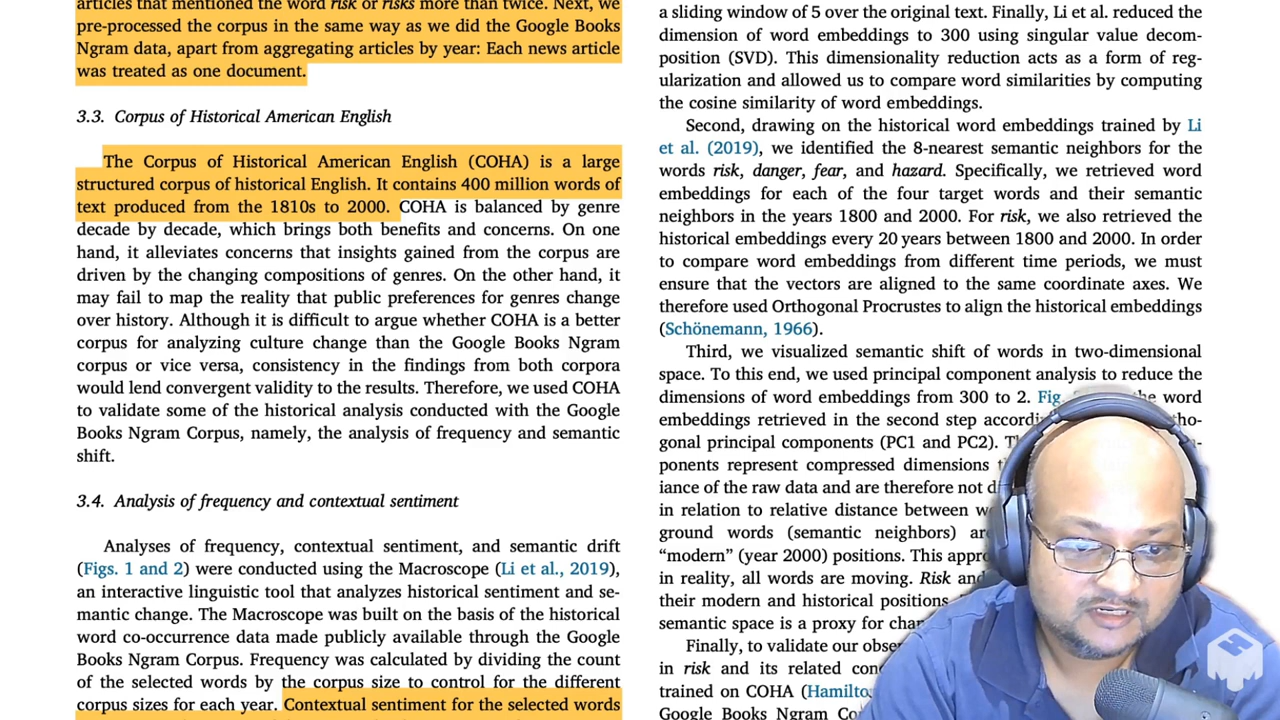 articles that mentioned the word risk or risks more than twice. Next, we
pre-processed the corpus in the same way as we did the Google Books
Ngram data, apart from aggregating articles by year: Each news article
was treated as one document.
3.3. Corpus of Historical American English
The Corpus of Historical American English (COHA) is a large
structured corpus of historical English. It contains 400 million words of
text produced from the 1810s to 2000. COHA is balanced by genre
decade by decade, which brings both benefits and concerns. On one
hand, it alleviates concerns that insights gained from the corpus are
driven by the changing compositions of genres. On the other hand, it
may fail to map the reality that public preferences for genres change
over history. Although it is difficult to argue whether COHA is a better
corpus for analyzing culture change than the Google Books Ngram
corpus or vice versa, consistency in the findings from both corpora
would lend convergent validity to the results. Therefore, we used COHA
to validate some of the historical analysis conducted with the Google
Books Ngram Corpus, namely, the analysis of frequency and semantic
shift.
3.4. Analysis of frequency and contextual sentiment
Analyses of frequency, contextual sentiment, and semantic drift
(Figs. 1 and 2) were conducted using the Macroscope (Li et al., 2019),
an interactive linguistic tool that analyzes historical sentiment and se-
mantic change. The Macroscope was built on the basis of the historical
word co-occurrence data made publicly available through the Google
Books Ngram Corpus. Frequency was calculated by dividing the count
of the selected words by the corpus size to control for the different
corpus sizes for each year. Contextual sentiment for the selected words
a sliding window of 5 over the original text. Finally, Li et al. reduced the
dimension of word embeddings to 300 using singular value decom-
position (SVD). This dimensionality reduction acts as a form of reg-
ularization and allowed us to compare word similarities by computing
the cosine similarity of word embeddings.
Second, drawing on the historical word embeddings trained by Li
et al. (2019), we identified the 8-nearest semantic neighbors for the
words risk, danger, fear, and hazard. Specifically, we retrieved word
embeddings for each of the four target words and their semantic
neighbors in the years 1800 and 2000. For risk, we also retrieved the
historical embeddings every 20 years between 1800 and 2000. In order
to compare word embeddings from different time periods, we must
ensure that the vectors are aligned to the same coordinate axes. We
therefore used Orthogonal Procrustes to align the historical embeddings
(Schönemann, 1966).
Third, we visualized semantic shift of words in two-dimensional
space. To this end, we used principal component analysis to reduce the
dimensions of word embeddings from 300 to 2. Fig. word
embeddings retrieved in the second step
gonal principal components (PC1 and PC2).
ponents represent compressed dimensions
iance of the raw data and are therefore not
in relation to relative distance between
ground words (semantic neighbors)
"modern" (year 2000) positions. This
in reality, all words are moving. Risk
their modern and historical positions
semantic space is a proxy for
Finally, to validate our
in risk and its related
trained on COHA
Google Books Ngram